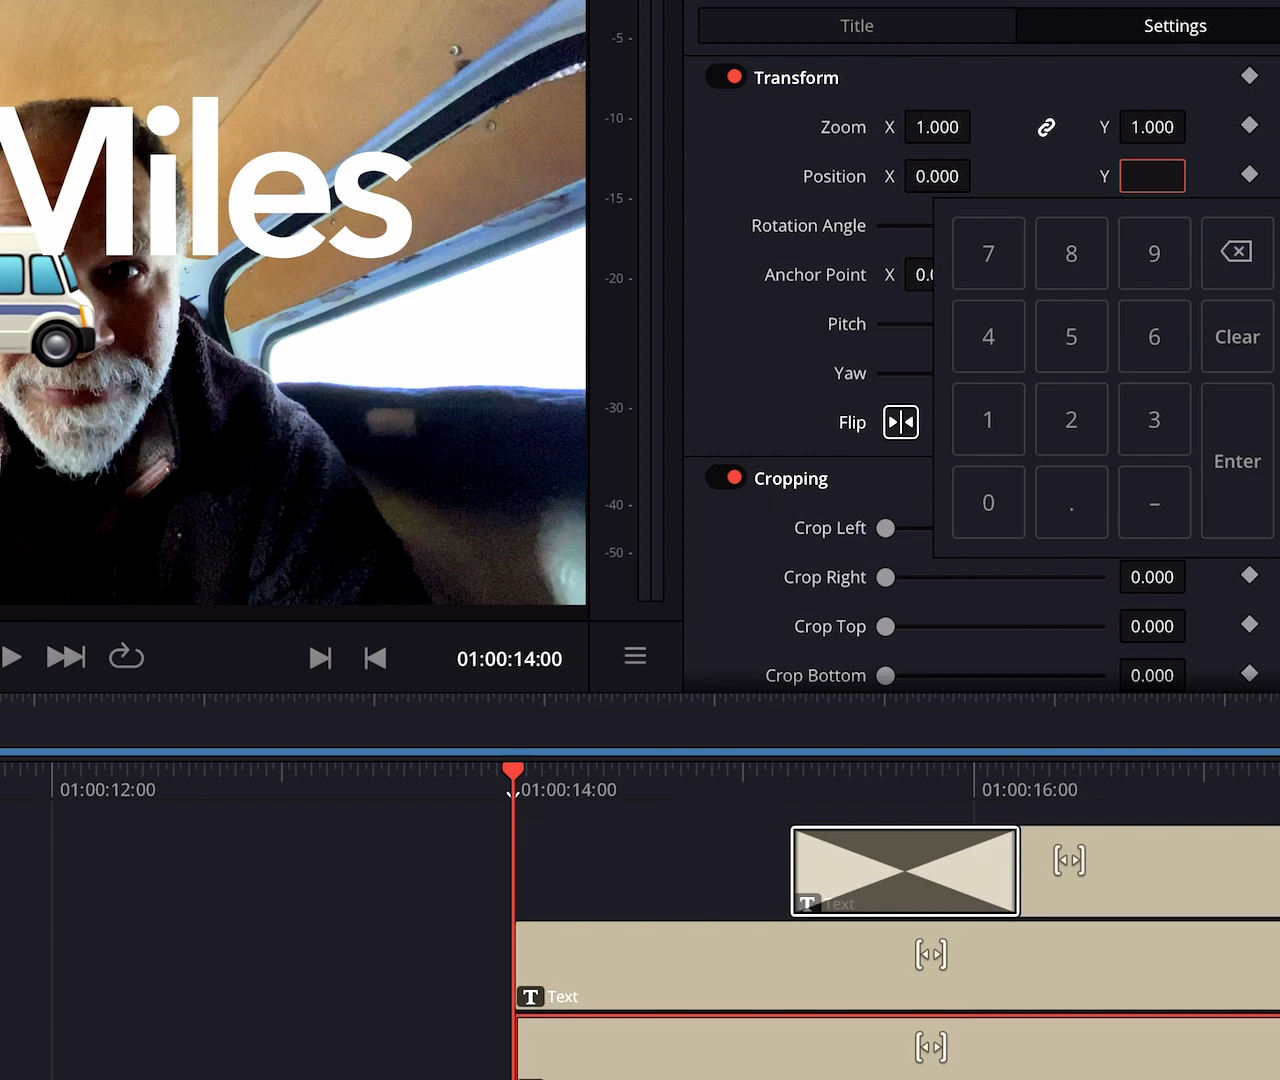 Miles
-5 -
-10 -
-15 -
-20 -
-30 -
-40 -
-50 -
Title
Settings
Transform
Zoom X 1.000 Y 1.000
Position X 0.000 Y
Rotation Angle
Anchor Point X 0.0
Pitch
Yaw
Flip
7 8 9
4 5 6 Clear
1 2 3
Enter
0 . –
Cropping
Crop Left
Crop Right 0.000
Crop Top 0.000
Crop Bottom 0.000
01:00:14:00
01:00:12:00
01:00:14:00
01:00:16:00
T Text
T Text